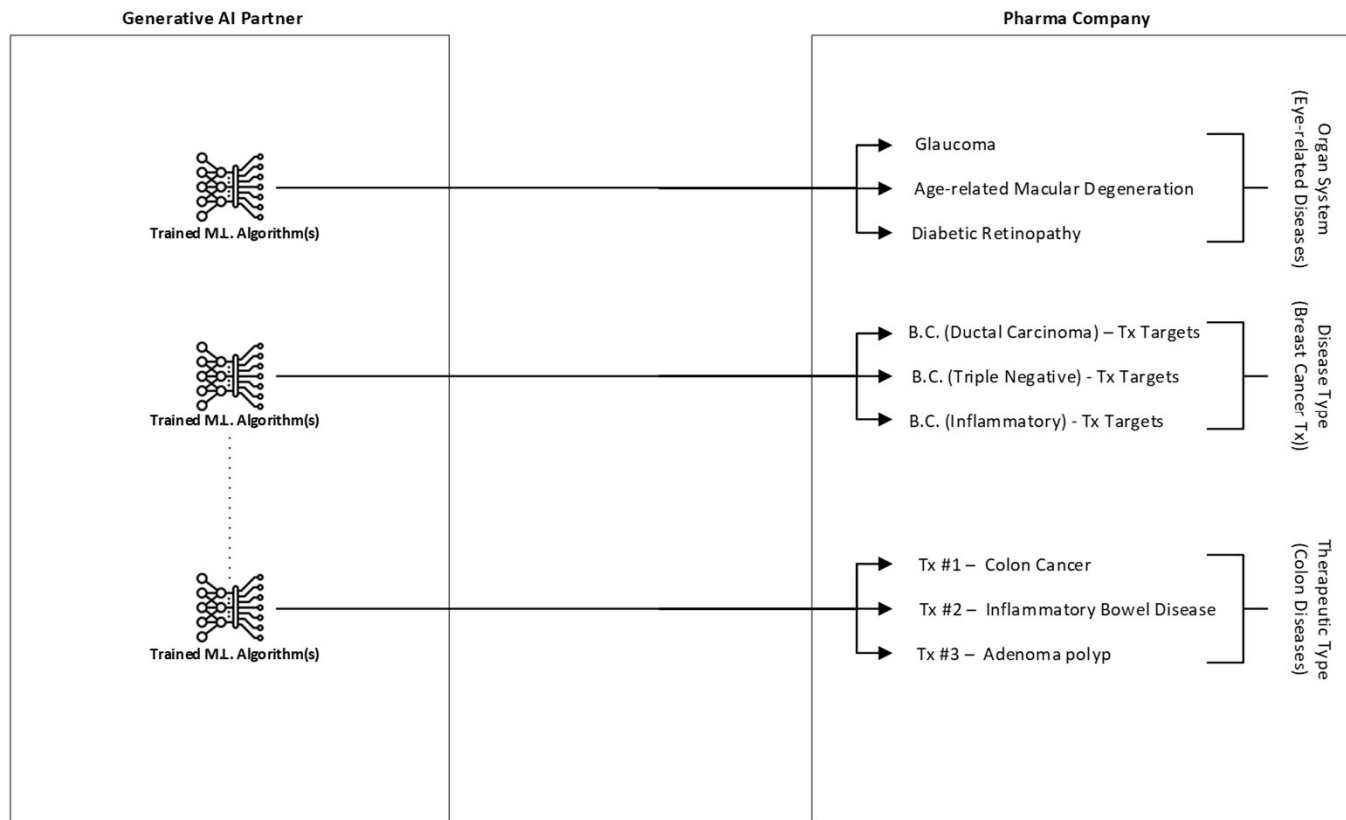 Generative AI Partner
Pharma Company
Trained M.L. Algorithm(s)
Glaucoma
Age-related Macular Degeneration
Diabetic Retinopathy
Organ System
(Eye-related Diseases)
Trained M.L. Algorithm(s)
B.C. (Ductal Carcinoma) – Tx Targets
B.C. (Triple Negative) - Tx Targets
B.C. (Inflammatory) - Tx Targets
Disease Type
(Breast Cancer Tx))
Trained M.L. Algorithm(s)
Tx #1 – Colon Cancer
Tx #2 – Inflammatory Bowel Disease
Tx #3 – Adenoma polyp
Therapeutic Type
(Colon Diseases)